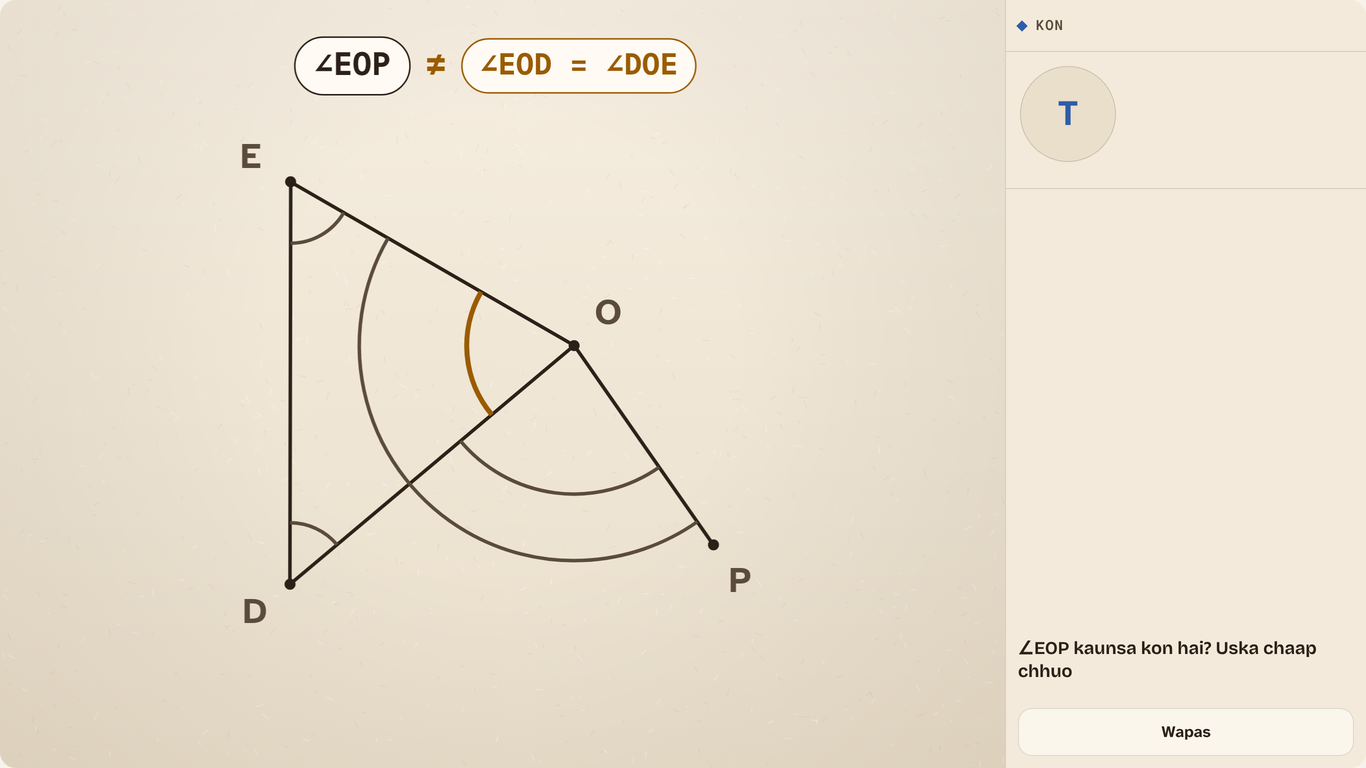 ∠EOP ≠ ∠EOD = ∠DOE
E
O
D
P
KON
T
∠EOP kaunsa kon hai? Uska chaap
chhuo
Wapas